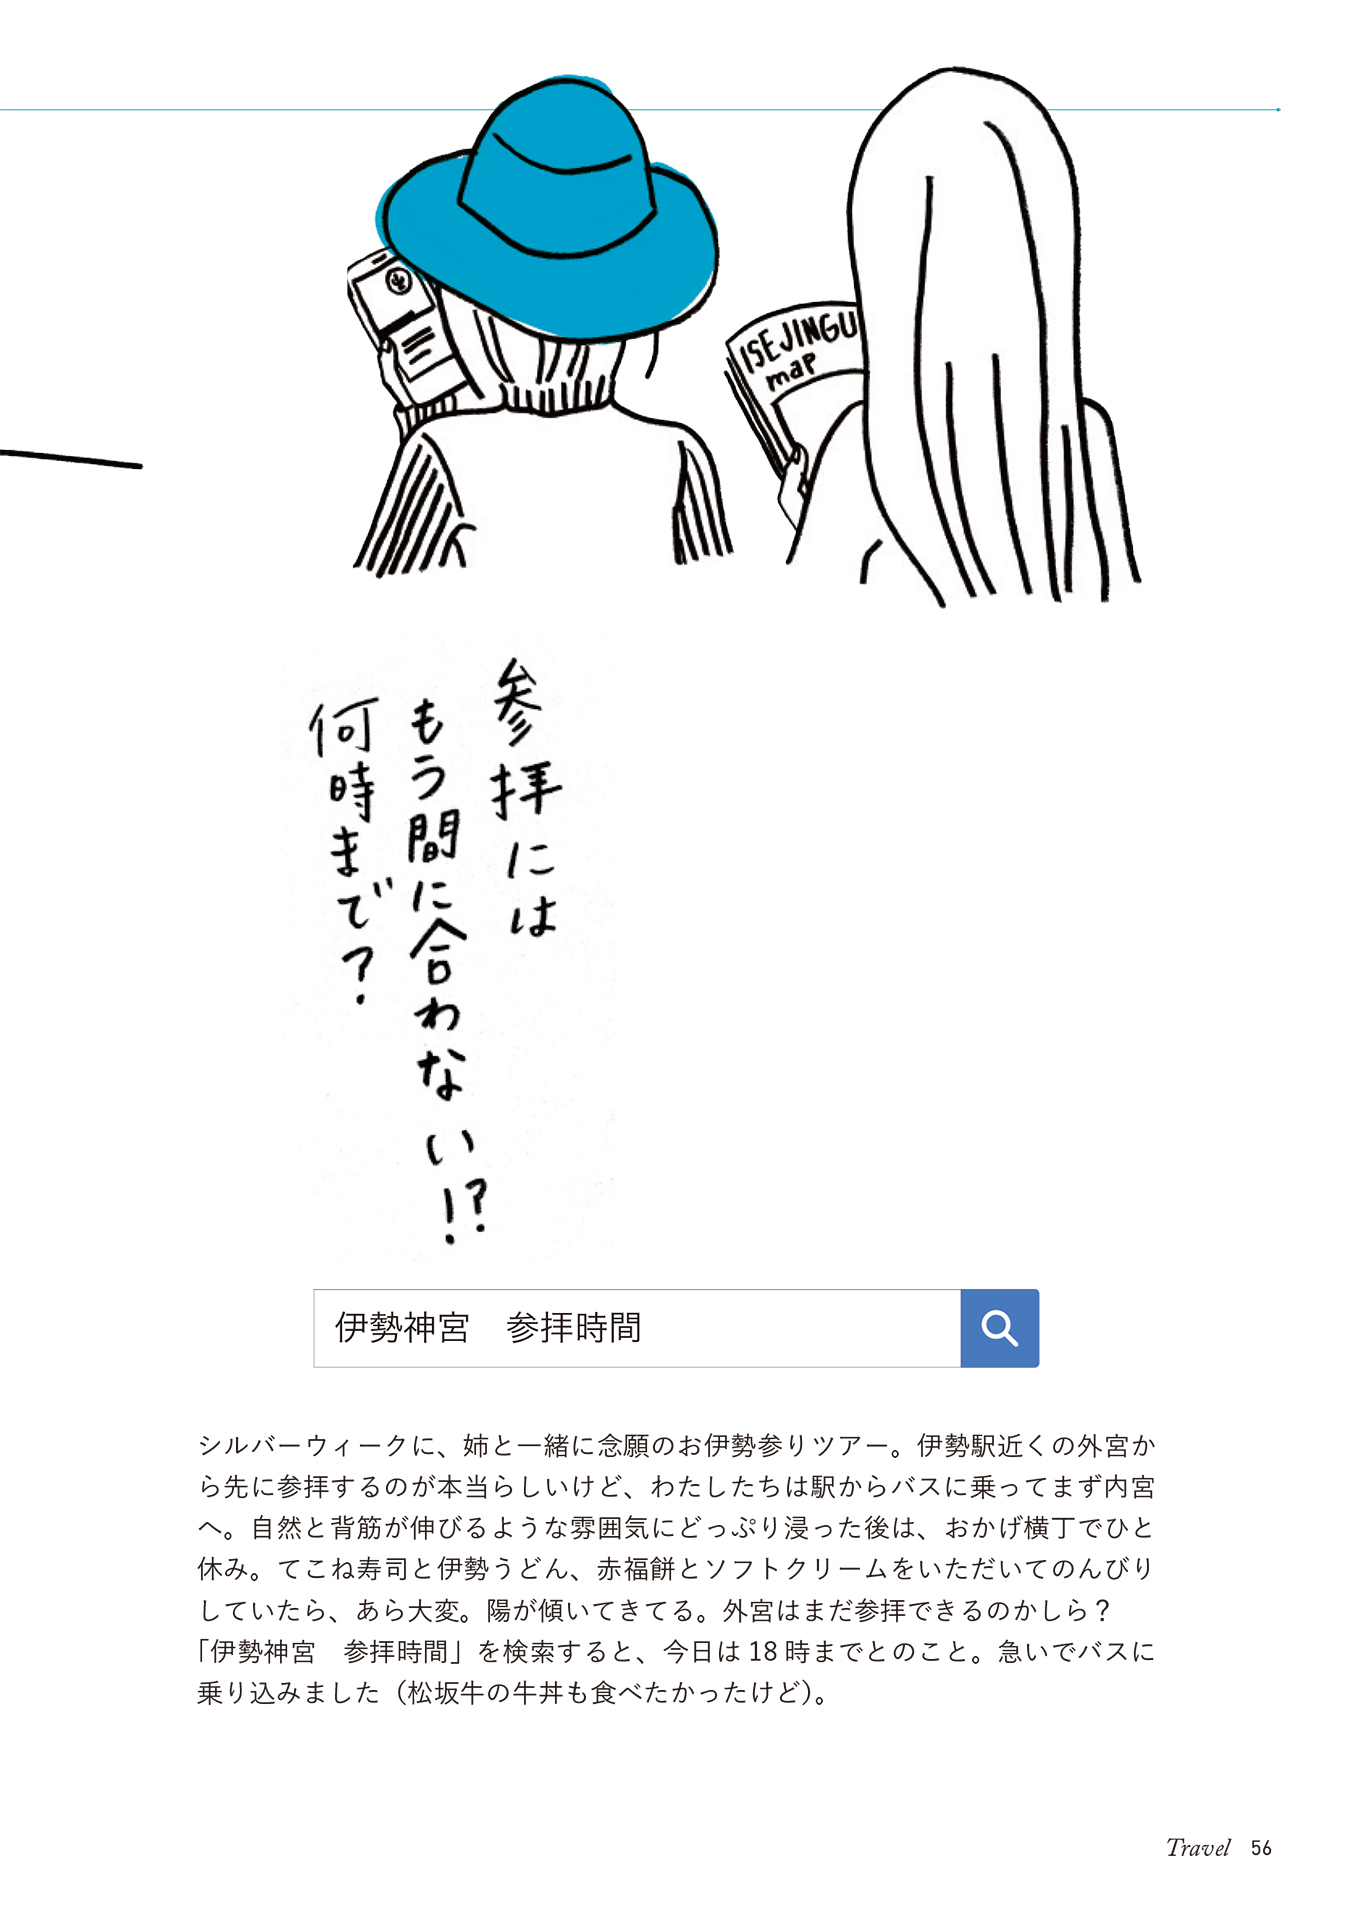 ISEJINGU
map
参拝には
もう間に合わない!?
何時まで？
伊勢神宮　参拝時間
シルバーウィークに、姉と一緒に念願のお伊勢参りツアー。伊勢駅近くの外宮か
ら先に参拝するのが本当らしいけど、わたしたちは駅からバスに乗ってまず内宮
へ。自然と背筋が伸びるような雰囲気にどっぷり浸った後は、おかげ横丁でひと
休み。てこね寿司と伊勢うどん、赤福餅とソフトクリームをいただいてのんびり
していたら、あら大変。陽が傾いてきてる。外宮はまだ参拝できるのかしら？
「伊勢神宮　参拝時間」を検索すると、今日は 18 時までとのこと。急いでバスに
乗り込みました（松坂牛の牛丼も食べたかったけど）。
Travel 56